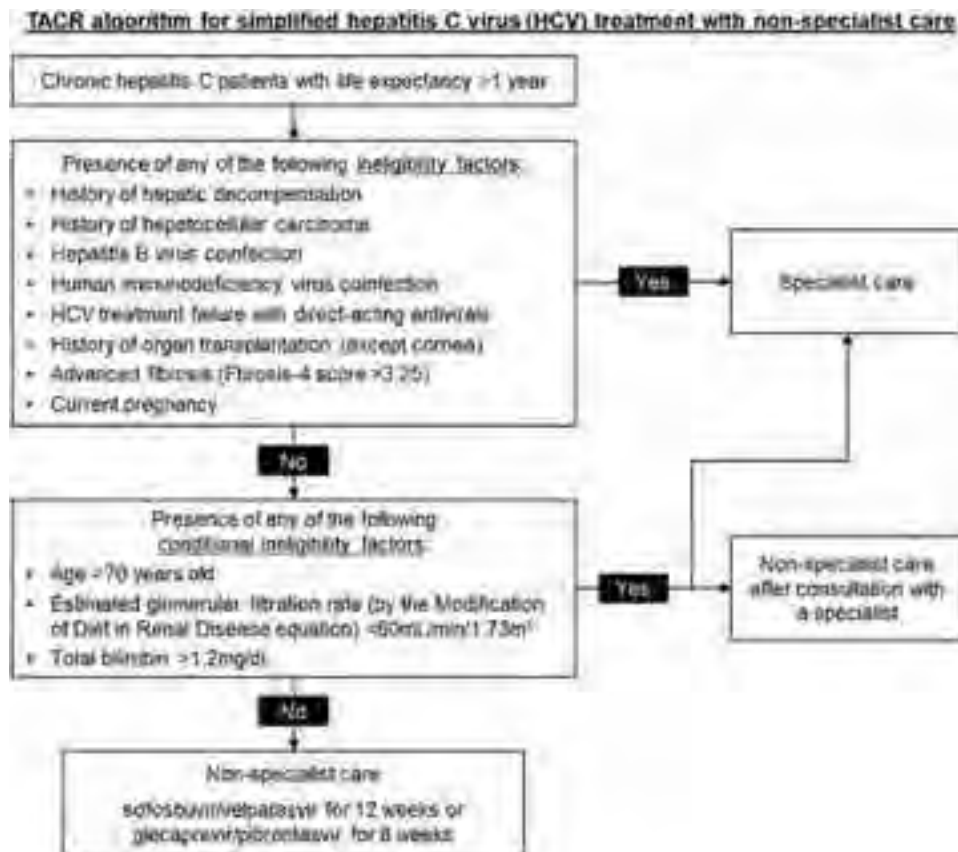 TACR algorithm for simplified hepatitis C virus (HCV) treatment with non-specialist care
Chronic hepatitis C patients with life expectancy >1 year
Presence of any of the following ineligibility factors:
• History of hepatic decompensation
• History of hepatocellular carcinoma
• Hepatitis B virus coinfection
• Human immunodeficiency virus coinfection
• HCV treatment failure with direct-acting antivirals
• History of organ transplantation (except cornea)
• Advanced fibrosis (Fibrosis-4 score >3.25)
• Current pregnancy
Yes
Specialist care
No
Presence of any of the following
conditional ineligibility factors:
• Age 70 years old
• Estimated glomerular filtration rate (by the Modification
of Diet in Renal Disease equation) <60mL/min/1.73m²
• Total bilirubin >1.2mg/dL
Yes
Non-specialist care
after consultation with
a specialist
No
Non-specialist care
sofosbuvir/velpatasvir for 12 weeks or
glecaprevir/pibrentasvir for 8 weeks